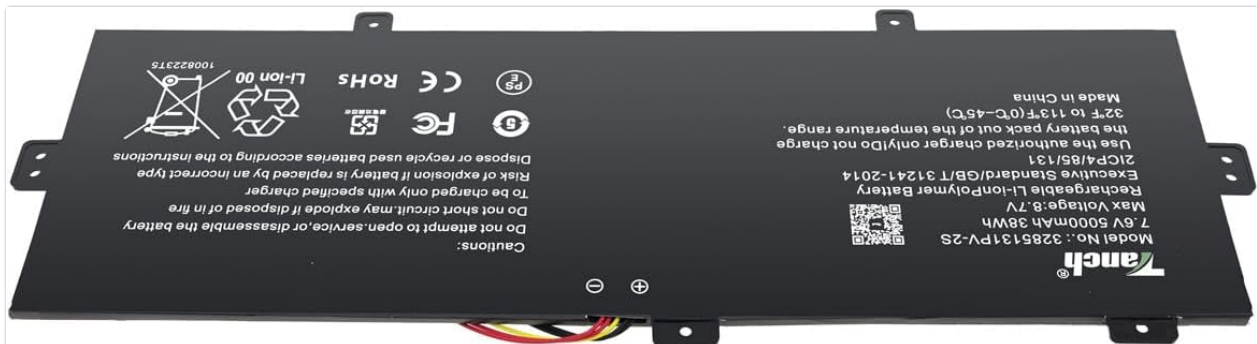 Tanch®
Model No.: 3285131PV-2S
7.6V 5000mAh 38Wh
Max Voltage:8.7V
Rechargeable Li-ionPolymer Battery
Executive Standard/GB/T 31241-2014
2ICP4/85/131
Use the authorized charger only!Do not charge
the battery pack out of the temperature range.
32°F to 113°F(0°C~45°C)
Made in China
⊕ ⊖
Cautions:
Do not attempt to open.service,or disassemble the battery
Do not short circuit.may explode if disposed of in fire
To be charged only with specified charger
Risk of explosion if battery is replaced by an incorrect type
Dispose or recycle used batteries according to the instructions
5 FC
PS E CE RoHS Li-ion 00
1008223T5